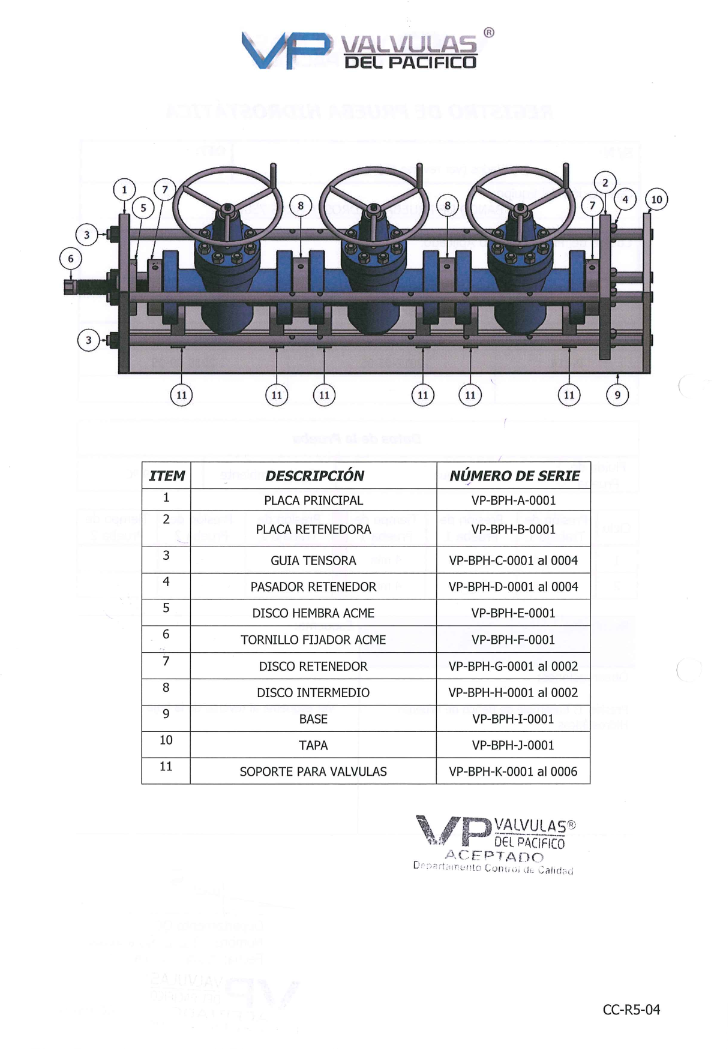 VP VALVULAS ®
DEL PACIFICO
1
7
5
8
8
2
7
4
10
3
6
3
11
11
11
11
11
11
9
ITEM DESCRIPCIÓN NÚMERO DE SERIE
1 PLACA PRINCIPAL VP-BPH-A-0001
2 PLACA RETENEDORA VP-BPH-B-0001
3 GUIA TENSORA VP-BPH-C-0001 al 0004
4 PASADOR RETENEDOR VP-BPH-D-0001 al 0004
5 DISCO HEMBRA ACME VP-BPH-E-0001
6 TORNILLO FIJADOR ACME VP-BPH-F-0001
7 DISCO RETENEDOR VP-BPH-G-0001 al 0002
8 DISCO INTERMEDIO VP-BPH-H-0001 al 0002
9 BASE VP-BPH-I-0001
10 TAPA VP-BPH-J-0001
11 SOPORTE PARA VALVULAS VP-BPH-K-0001 al 0006
VP VALVULAS®
DEL PACIFICO
ACEPTADO
Departamento Control de Calidad
CC-R5-04